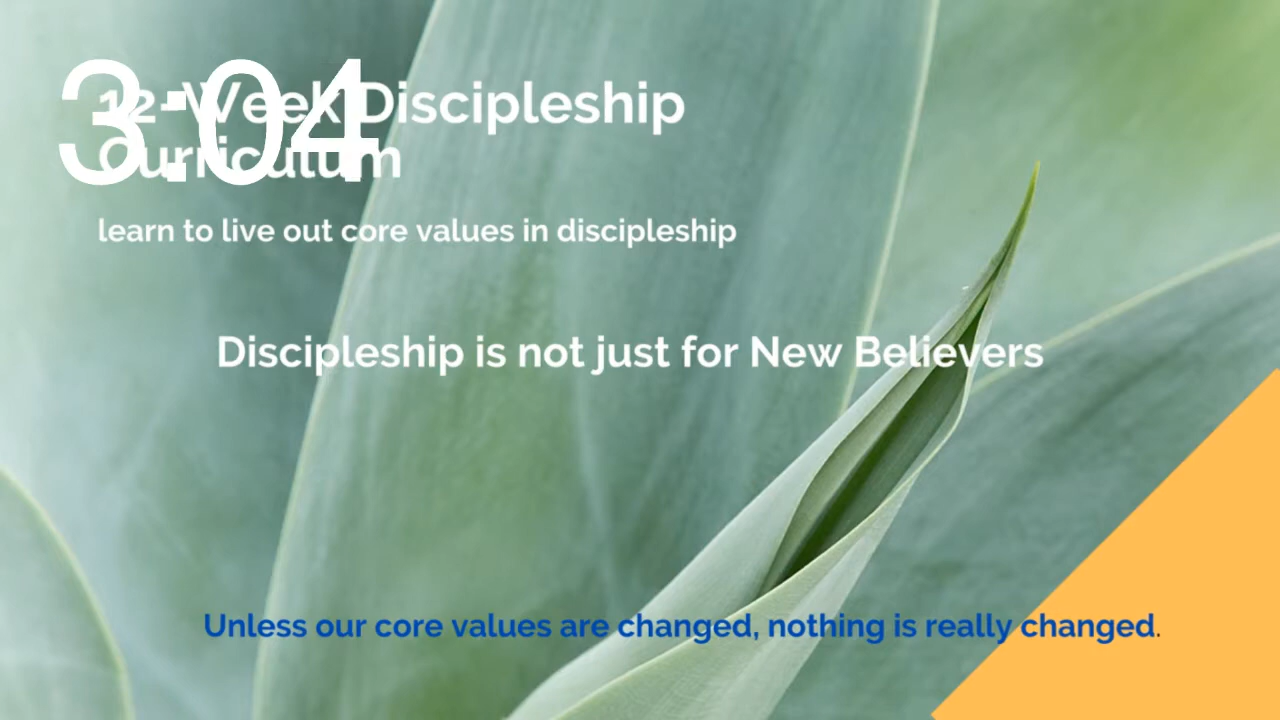 3:04
12-Week Discipleship
Curriculum
learn to live out core values in discipleship
Discipleship is not just for New Believers
Unless our core values are changed, nothing is really changed.